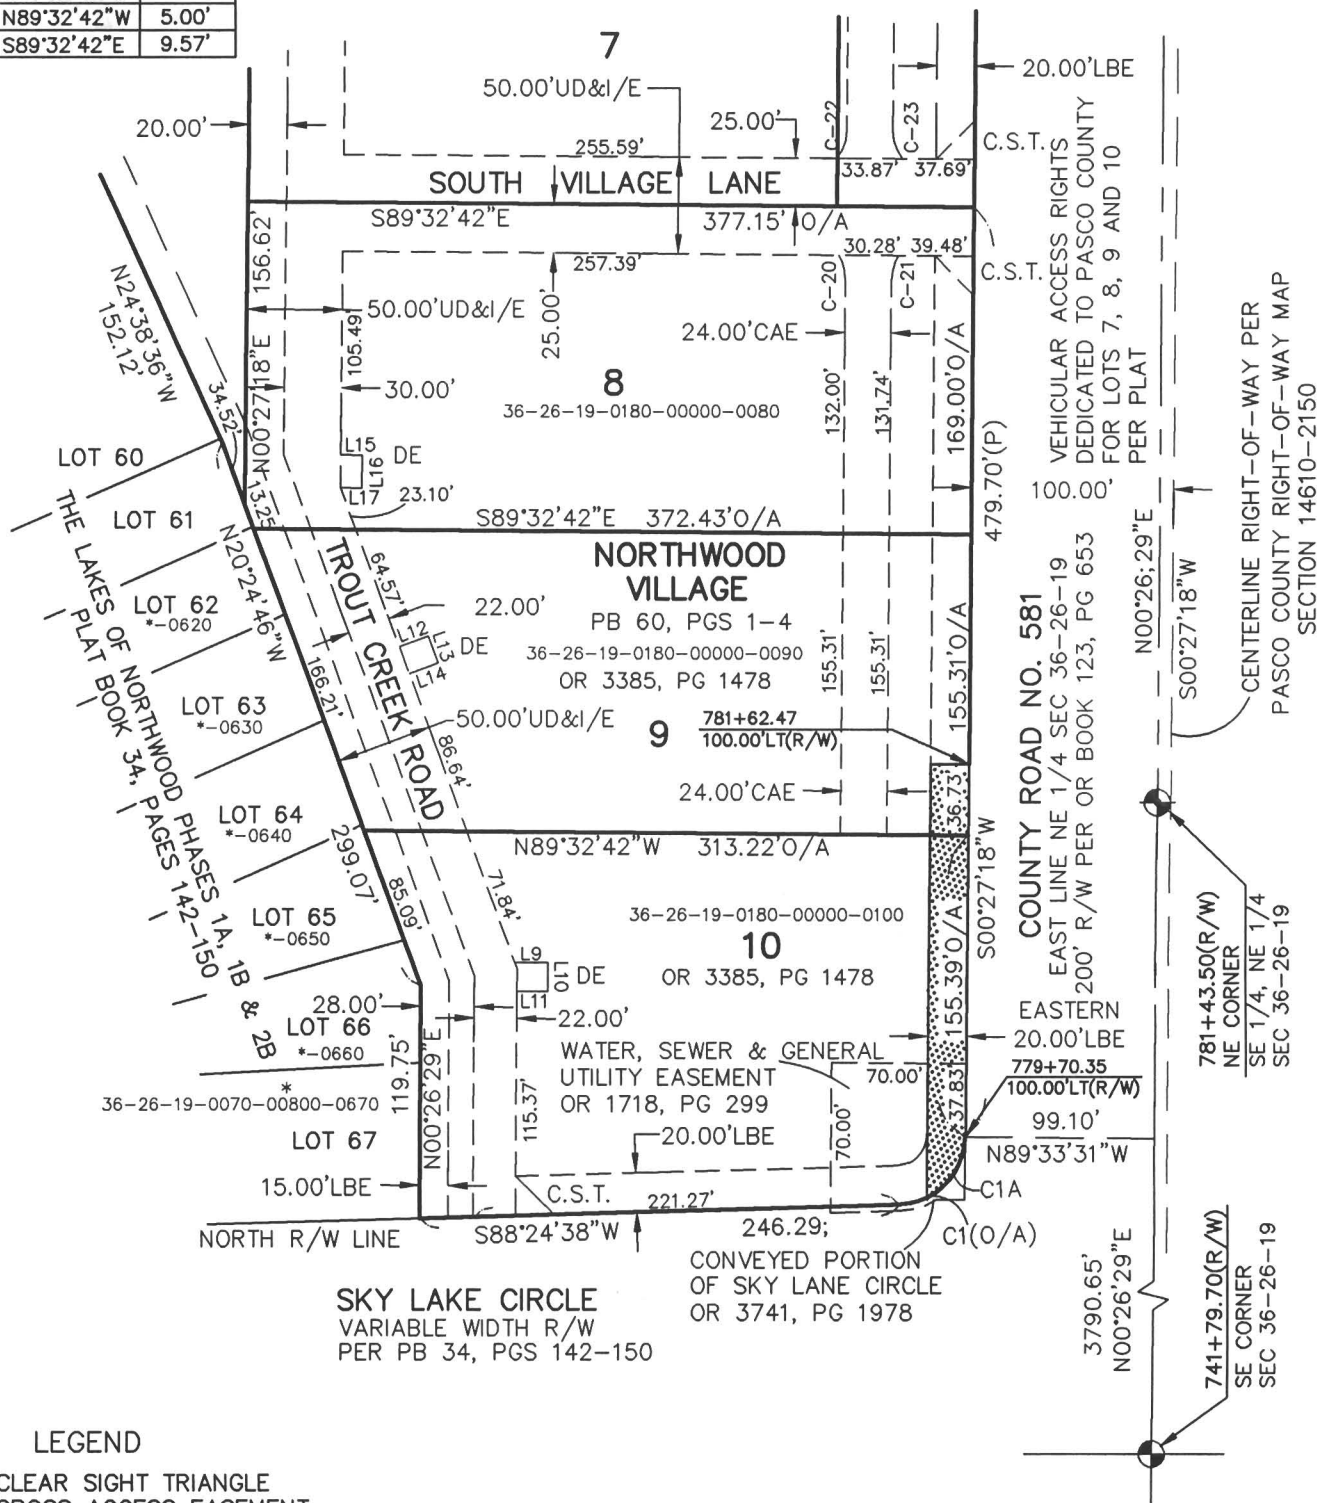 N89°32'42"W 5.00'
S89°32'42"E 9.57'
7
50.00'UD&I/E
20.00'LBE
20.00'
25.00'
C-22
C-23
C.S.T.
255.59'
33.87' 37.69'
SOUTH VILLAGE LANE
S89°32'42"E 377.15' O/A
30.28' 39.48'
257.39'
C.S.T.
156.62'
N00°27'18"E
50.00'UD&I/E
105.49'
25.00'
C-20
C-21
24.00'CAE
N24°38'36"W
152.12'
34.52'
30.00'
8
36-26-19-0180-00000-0080
132.00'
131.74'
169.00'O/A
479.70'(P)
VEHICULAR ACCESS RIGHTS
DEDICATED TO PASCO COUNTY
FOR LOTS 7, 8, 9 AND 10
PER PLAT
CENTERLINE RIGHT-OF-WAY PER
PASCO COUNTY RIGHT-OF-WAY MAP
SECTION 14610-2150
100.00'
N00°26;29"E
S00°27'18"W
L15
L16
L17
DE
23.10'
13.25
LOT 60
LOT 61
LOT 62
*-0620
LOT 63
*-0630
LOT 64
*-0640
LOT 65
*-0650
LOT 66
*-0660
*
36-26-19-0070-00800-0670
LOT 67
THE LAKES OF NORTHWOOD PHASES 1A, 1B & 2B
PLAT BOOK 34, PAGES 142-150
S89°32'42"E 372.43'O/A
NORTHWOOD
VILLAGE
PB 60, PGS 1-4
36-26-19-0180-00000-0090
OR 3385, PG 1478
TROUT CREEK ROAD
N20°24'46"W
166.21'
299.07'
85.09'
64.57'
22.00'
L12
L13
L14
DE
50.00'UD&I/E
86.64'
9
781+62.47
100.00'LT(R/W)
155.31'
155.31'
155.31'O/A
24.00'CAE
36.73
N89°32'42"W 313.22'O/A
S00°27'18"W
COUNTY ROAD NO. 581
EAST LINE NE 1/4 SEC 36-26-19
200' R/W PER OR BOOK 123, PG 653
71.84'
36-26-19-0180-00000-0100
10
OR 3385, PG 1478
L9
L10
L11
DE
28.00'
22.00'
119.75'
N00°26'29"E
115.37'
WATER, SEWER & GENERAL
UTILITY EASEMENT
OR 1718, PG 299
70.00'
70.00'
155.39'O/A
37.83
EASTERN
20.00'LBE
779+70.35
100.00'LT(R/W)
99.10'
N89°33'31"W
781+43.50(R/W)
NE CORNER
SE 1/4, NE 1/4
SEC 36-26-19
20.00'LBE
15.00'LBE
C.S.T.
221.27'
C1A
C1(O/A)
NORTH R/W LINE
S88°24'38"W 246.29;
CONVEYED PORTION
OF SKY LANE CIRCLE
OR 3741, PG 1978
SKY LAKE CIRCLE
VARIABLE WIDTH R/W
PER PB 34, PGS 142-150
3790.65'
N00°26'29"E
741+79.70(R/W)
SE CORNER
SEC 36-26-19
LEGEND
CLEAR SIGHT TRIANGLE
CROSS ACCESS EASEMENT